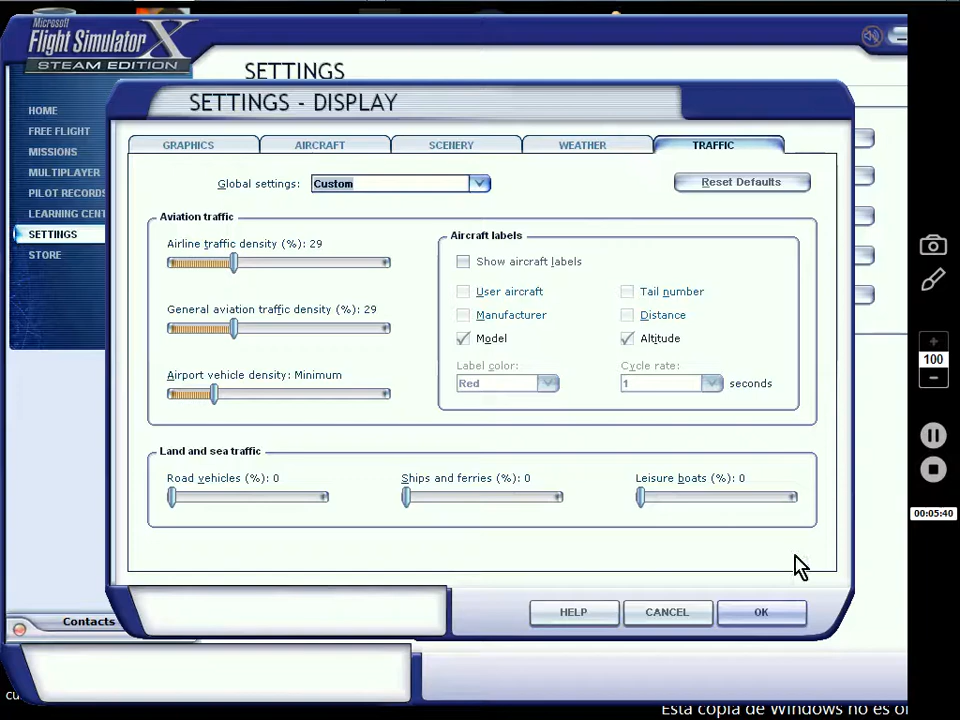 Microsoft
Flight Simulator X
STEAM EDITION
SETTINGS
SETTINGS - DISPLAY
HOME
FREE FLIGHT
MISSIONS
MULTIPLAYER
PILOT RECORDS
LEARNING CENT
SETTINGS
STORE
GRAPHICS
AIRCRAFT
SCENERY
WEATHER
TRAFFIC
Global settings: Custom
Reset Defaults
Aviation traffic
Airline traffic density (%): 29
General aviation traffic density (%): 29
Airport vehicle density: Minimum
Aircraft labels
Show aircraft labels
User aircraft
Tail number
Manufacturer
Distance
Model
Altitude
Label color:
Cycle rate:
Red
1 seconds
Land and sea traffic
Road vehicles (%): 0
Ships and ferries (%): 0
Leisure boats (%): 0
HELP
CANCEL
OK
Contacts
cu
Esta copia de Windows no es or
+
100
−
00:05:40